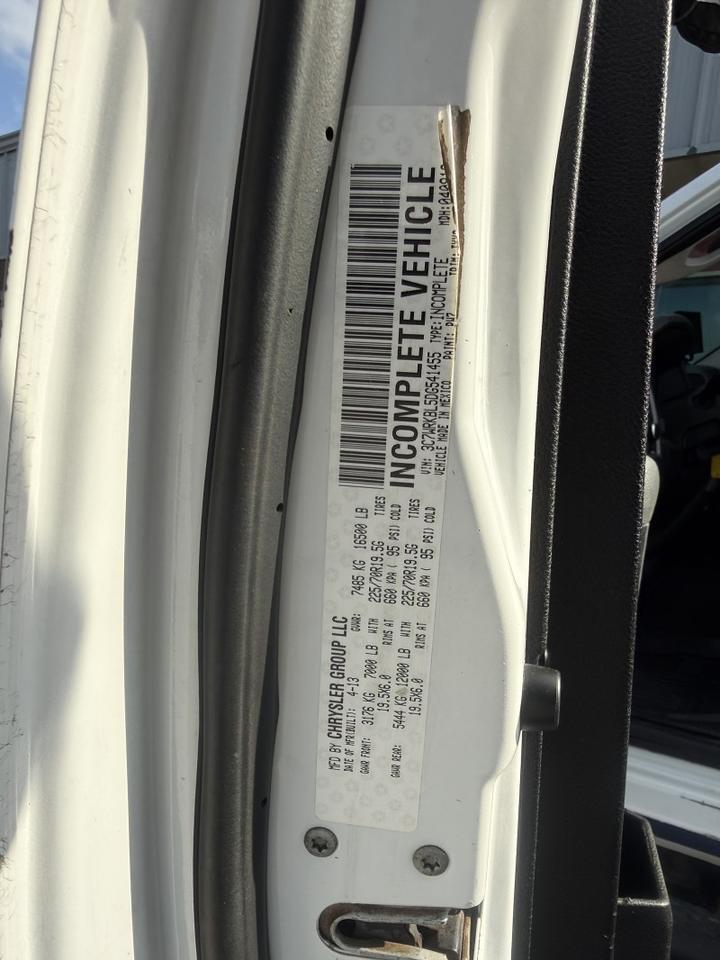 MFD BY CHRYSLER GROUP LLC
DATE OF MFR(BUILT): 4-13 GVWR: 7485 KG 16500 LB
GAWR FRONT: 3176 KG 7000 LB WITH 225/70R19.5G TIRES
19.5X6.0 RIMS AT 660 KPA ( 95 PSI) COLD
GAWR REAR: 5444 KG 12000 LB WITH 225/70R19.5G TIRES
19.5X6.0 RIMS AT 660 KPA ( 95 PSI) COLD
INCOMPLETE VEHICLE
VIN: 3C7WRKBL5DG541455 TYPE:INCOMPLETE
VEHICLE MADE IN MEXICO PAINT: PW7 TRIM:
MDH: